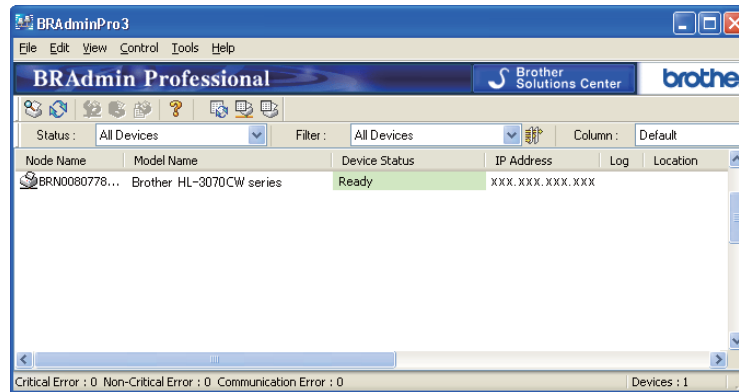 BRAdminPro3
File Edit View Control Tools Help
BRAdmin Professional Brother Solutions Center brothe
Status : All Devices Filter : All Devices Column : Default
Node Name Model Name Device Status IP Address Log Location
BRN0080778... Brother HL-3070CW series Ready XXX.XXX.XXX.XXX
Critical Error : 0 Non-Critical Error : 0 Communication Error : 0 Devices : 1